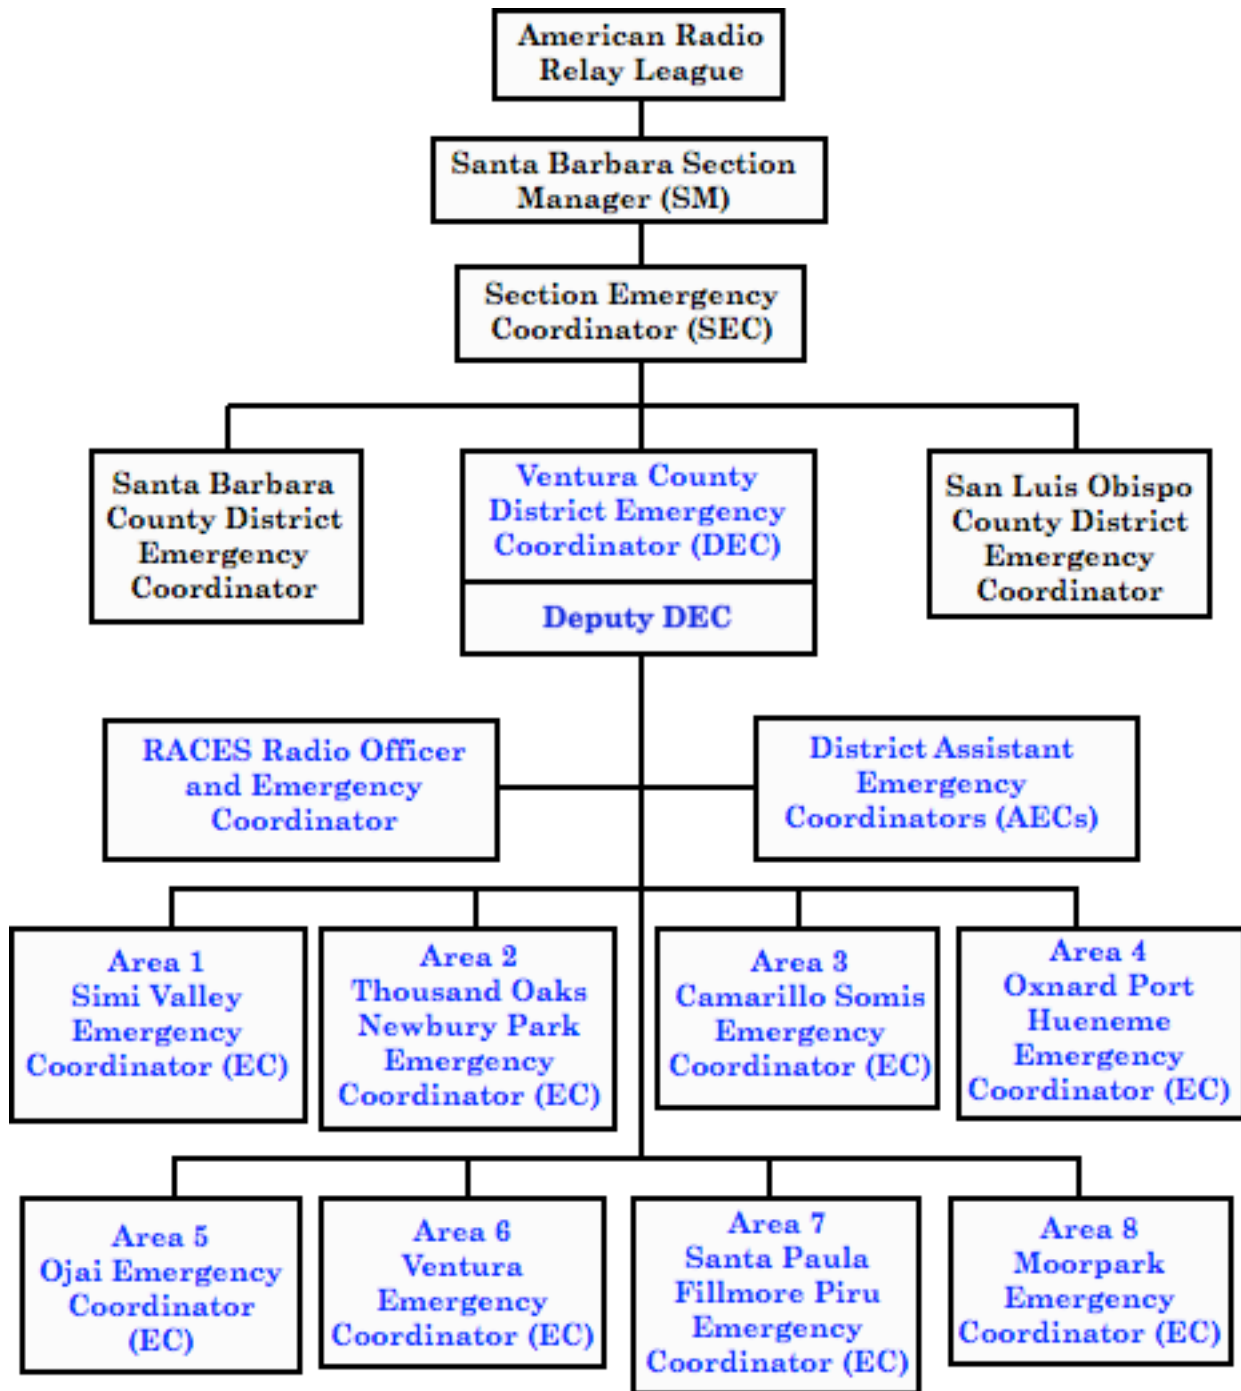 American Radio
Relay League
Santa Barbara Section
Manager (SM)
Section Emergency
Coordinator (SEC)
Santa Barbara
County District
Emergency
Coordinator
Ventura County
District Emergency
Coordinator (DEC)
Deputy DEC
San Luis Obispo
County District
Emergency
Coordinator
RACES Radio Officer
and Emergency
Coordinator
District Assistant
Emergency
Coordinators (AECs)
Area 1
Simi Valley
Emergency
Coordinator (EC)
Area 2
Thousand Oaks
Newbury Park
Emergency
Coordinator (EC)
Area 3
Camarillo Somis
Emergency
Coordinator (EC)
Area 4
Oxnard Port
Hueneme
Emergency
Coordinator (EC)
Area 5
Ojai Emergency
Coordinator
(EC)
Area 6
Ventura
Emergency
Coordinator (EC)
Area 7
Santa Paula
Fillmore Piru
Emergency
Coordinator (EC)
Area 8
Moorpark
Emergency
Coordinator (EC)